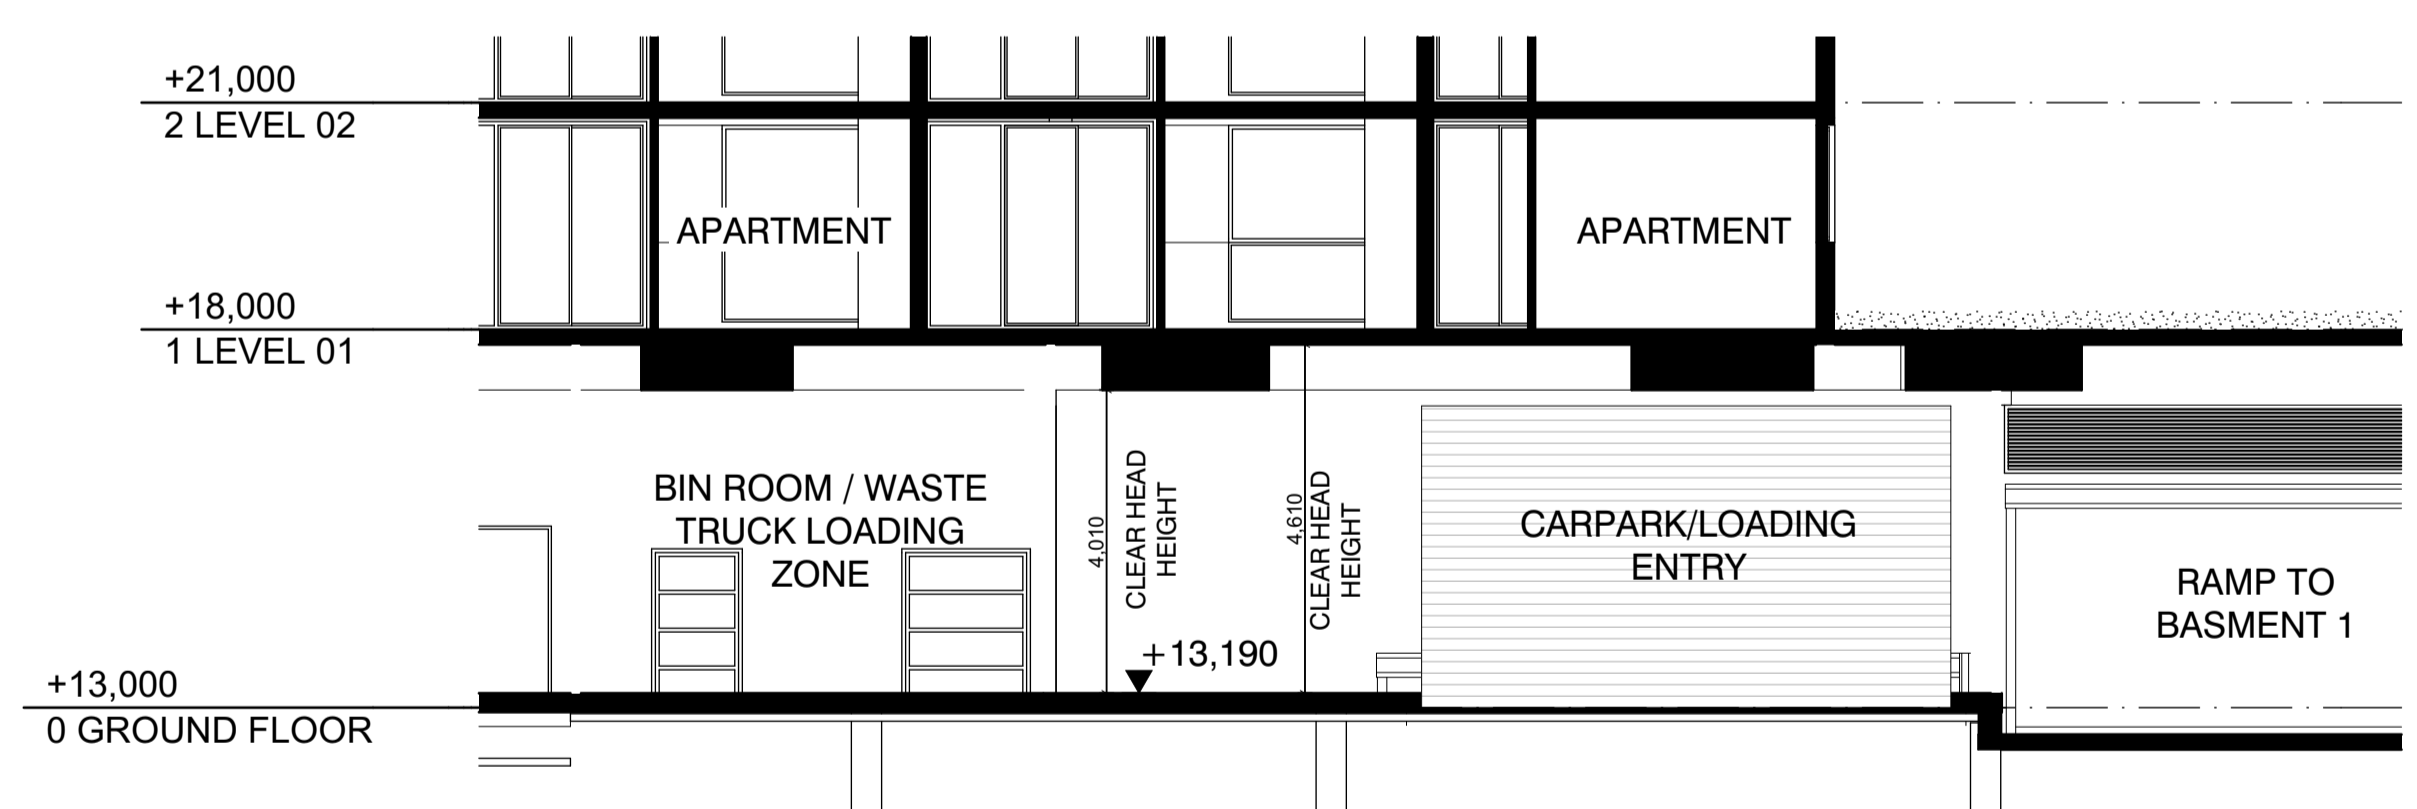 +21,000
2 LEVEL 02
APARTMENT
APARTMENT
+18,000
1 LEVEL 01
BIN ROOM / WASTE
TRUCK LOADING
ZONE
4,010
CLEAR HEAD
HEIGHT
4,610
CLEAR HEAD
HEIGHT
+13,190
CARPARK/LOADING
ENTRY
RAMP TO
BASMENT 1
+13,000
0 GROUND FLOOR